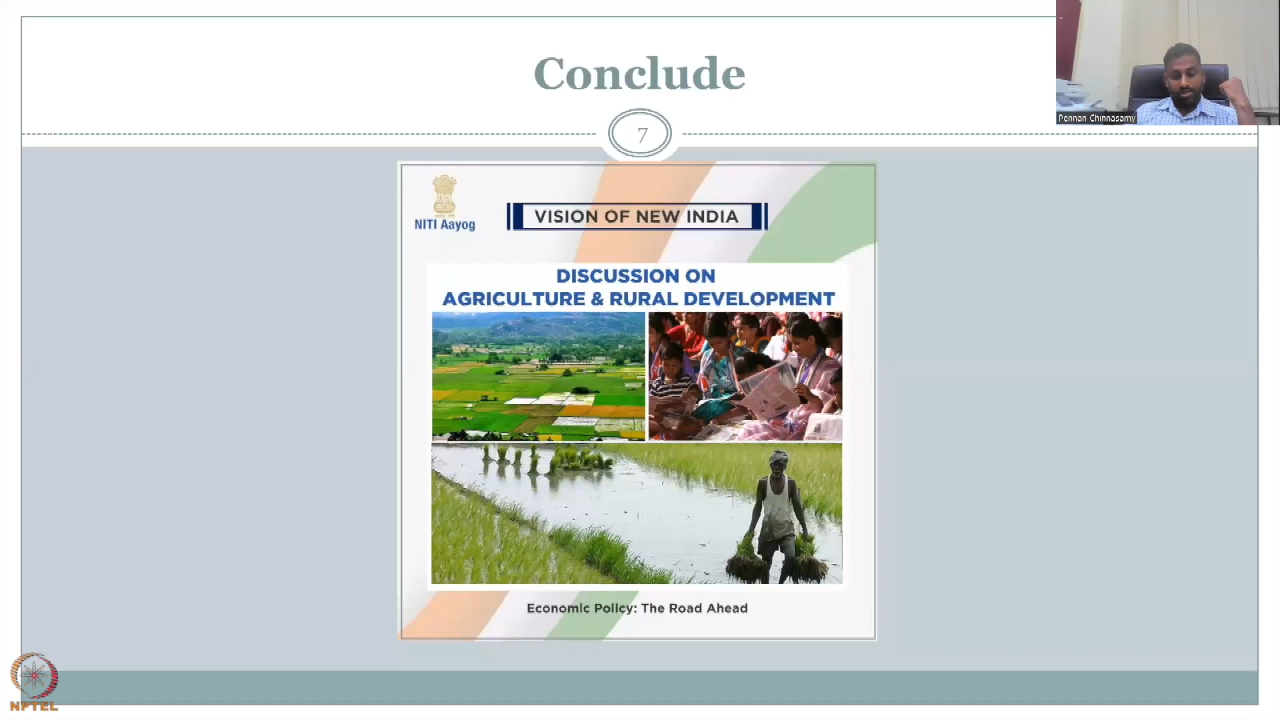 Conclude
Pennan Chinnasamy
7
NITI Aayog
VISION OF NEW INDIA
DISCUSSION ON
AGRICULTURE & RURAL DEVELOPMENT
Economic Policy: The Road Ahead
NPTEL